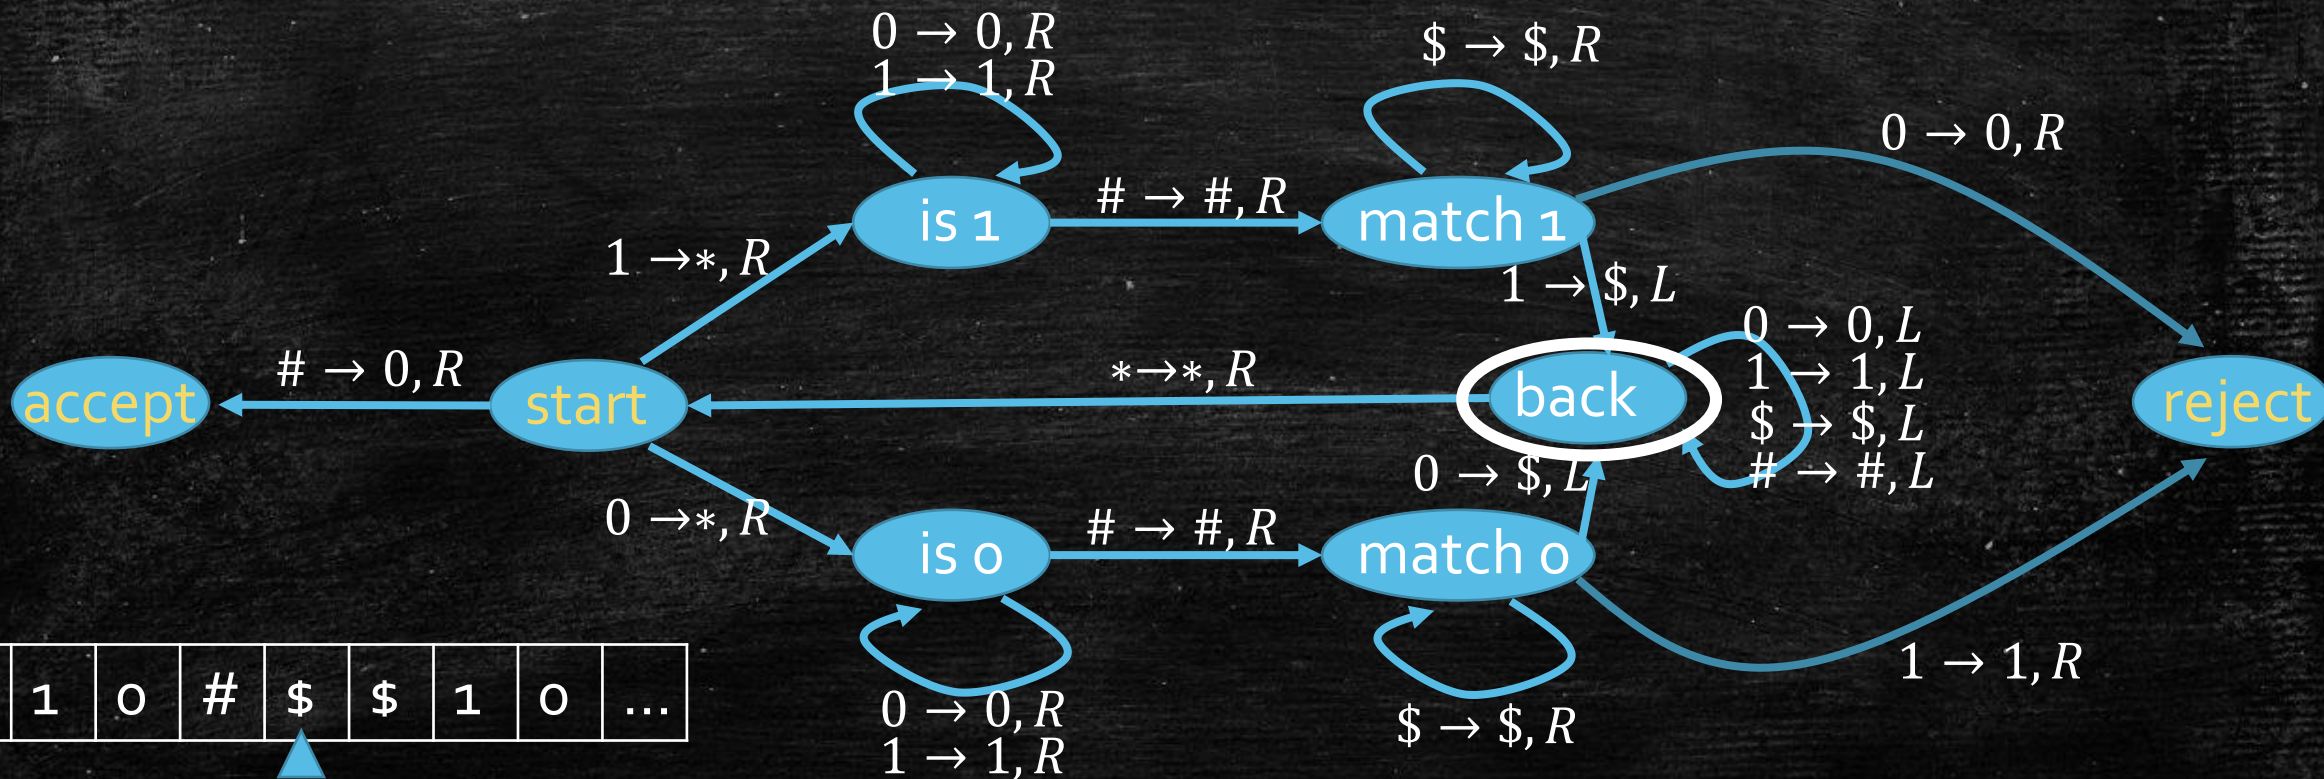 0 → 0, R
1 → 1, R
$ → $, R
0 → 0, R
is 1
# → #, R
match 1
1 →*, R
1 → $, L
0 → 0, L
1 → 1, L
$ → $, L
# → #, L
accept
# → 0, R
start
*→*, R
back
reject
0 → $, L
0 →*, R
is 0
# → #, R
match 0
1 → 1, R
0 → 0, R
1 → 1, R
$ → $, R
1 0 # $ $ 1 0 ...